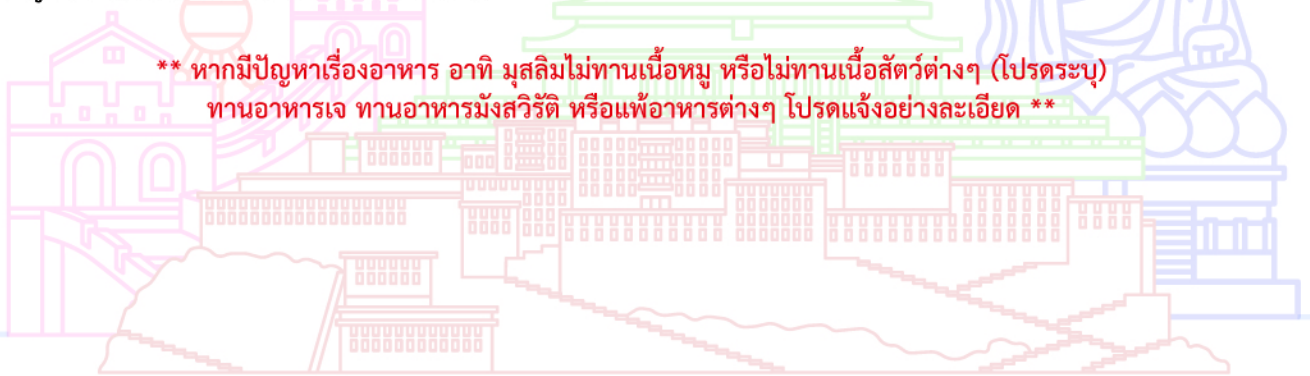 ** หากมีปัญหาเรื่องอาหาร อาทิ มุสลิมไม่ทานเนื้อหมู หรือไม่ทานเนื้อสัตว์ต่างๆ (โปรดระบุ)
ทานอาหารเจ ทานอาหารมังสวิรัติ หรือแพ้อาหารต่างๆ โปรดแจ้งอย่างละเอียด **